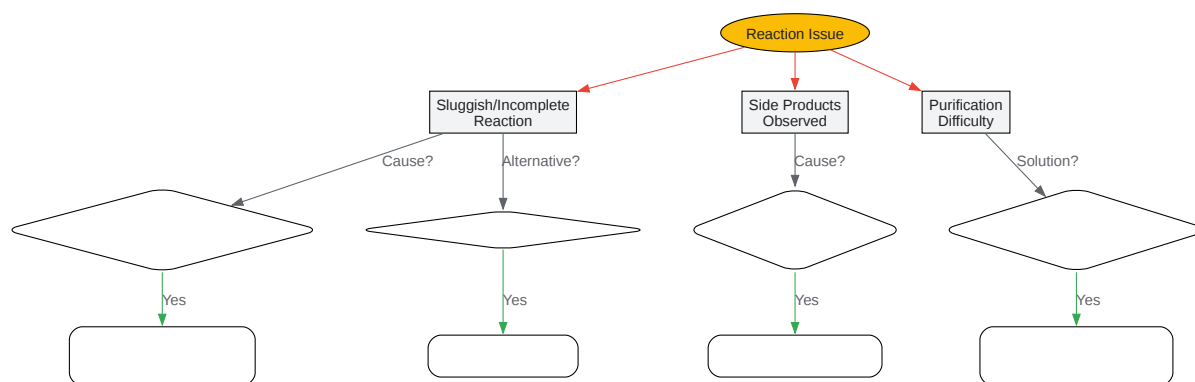 Reaction Issue
Sluggish/Incomplete
Reaction
Side Products
Observed
Purification
Difficulty
Cause?
Alternative?
Cause?
Solution?
Yes
Yes
Yes
Yes